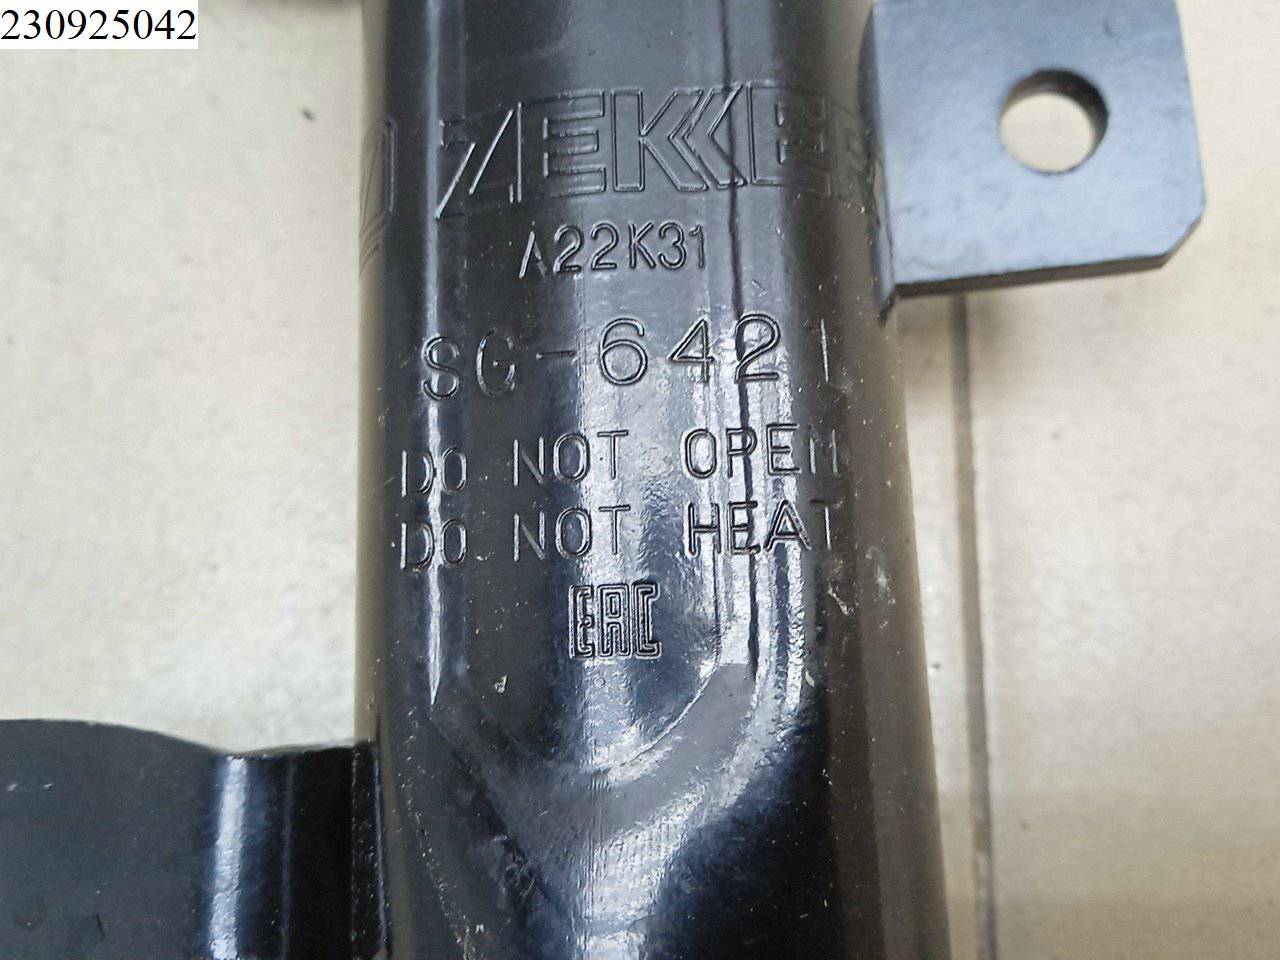 230925042
ZEKKERT
A22K31
SG-6421
DO NOT OPEN
DO NOT HEAT
EAC